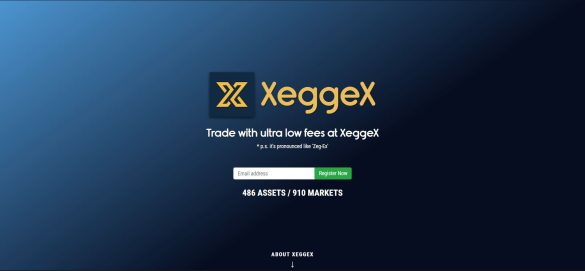 XeggeX
Trade with ultra low fees at XeggeX
* p.s. it's pronounced like 'Zeg-Ex'
Email address
Register Now
486 ASSETS / 910 MARKETS
ABOUT XEGGEX
↓